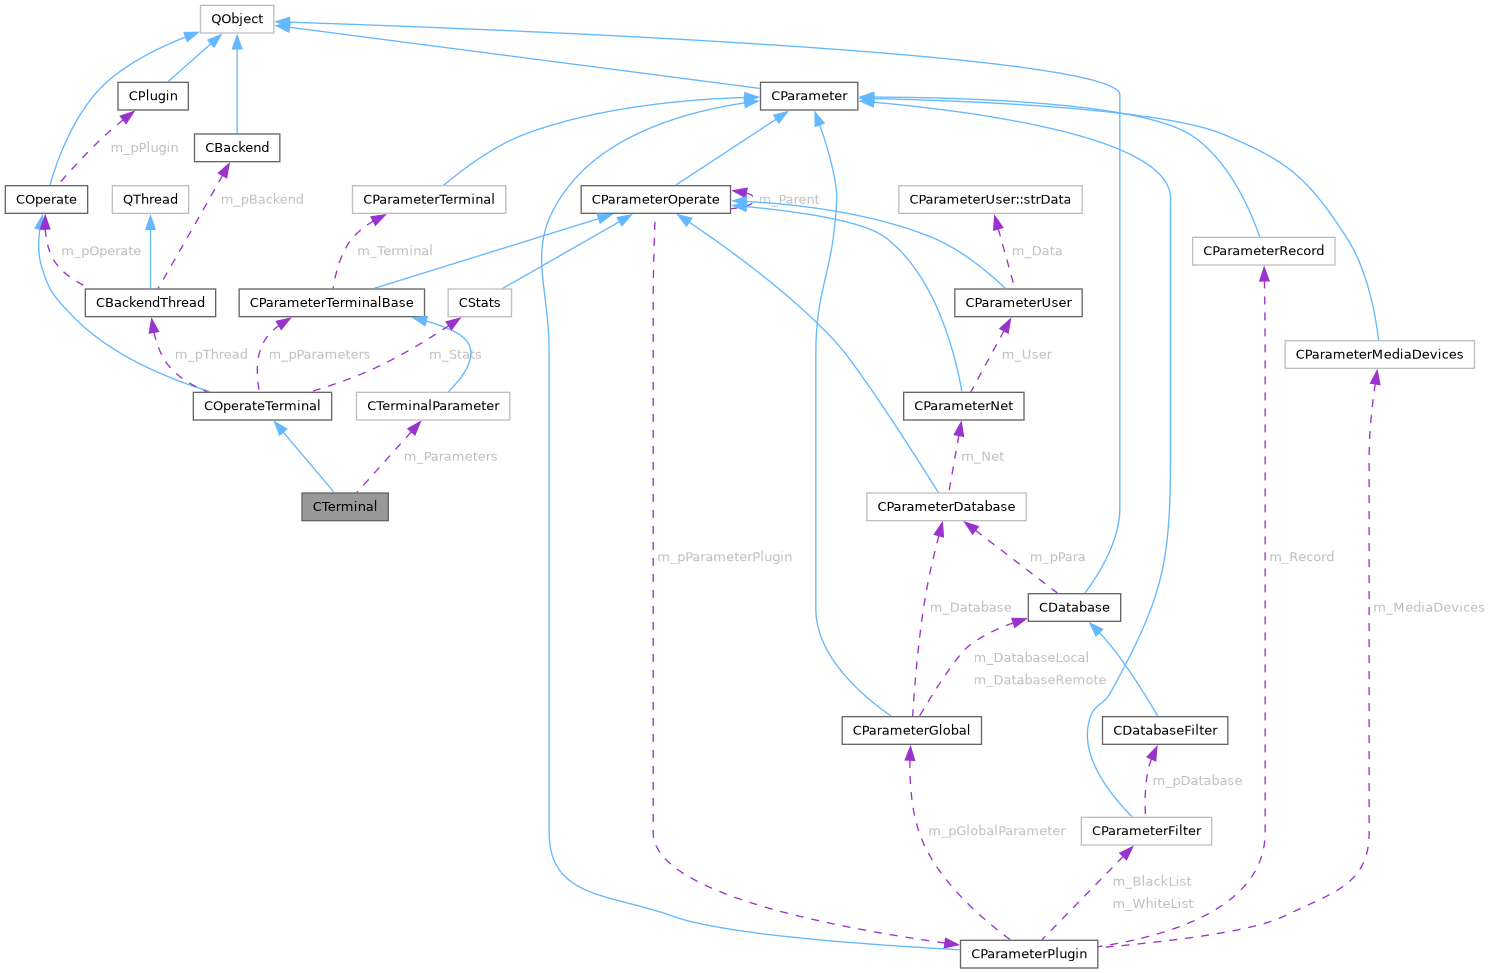 QObject
CPlugin
CParameter
m_pPlugin
CBackend
COperate
QThread
m_pBackend
CParameterTerminal
CParameterOperate
m_Parent
CParameterUser::strData
m_pOperate
m_Terminal
m_Data
CParameterRecord
CBackendThread
CParameterTerminalBase
CStats
CParameterUser
m_pThread
m_pParameters
m_Stats
m_User
CParameterMediaDevices
COperateTerminal
CTerminalParameter
CParameterNet
m_Parameters
m_Net
CTerminal
CParameterDatabase
m_pParameterPlugin
m_pPara
m_Record
m_Database
CDatabase
m_MediaDevices
m_DatabaseLocal
m_DatabaseRemote
CParameterGlobal
CDatabaseFilter
m_pDatabase
m_pGlobalParameter
CParameterFilter
m_BlackList
m_WhiteList
CParameterPlugin